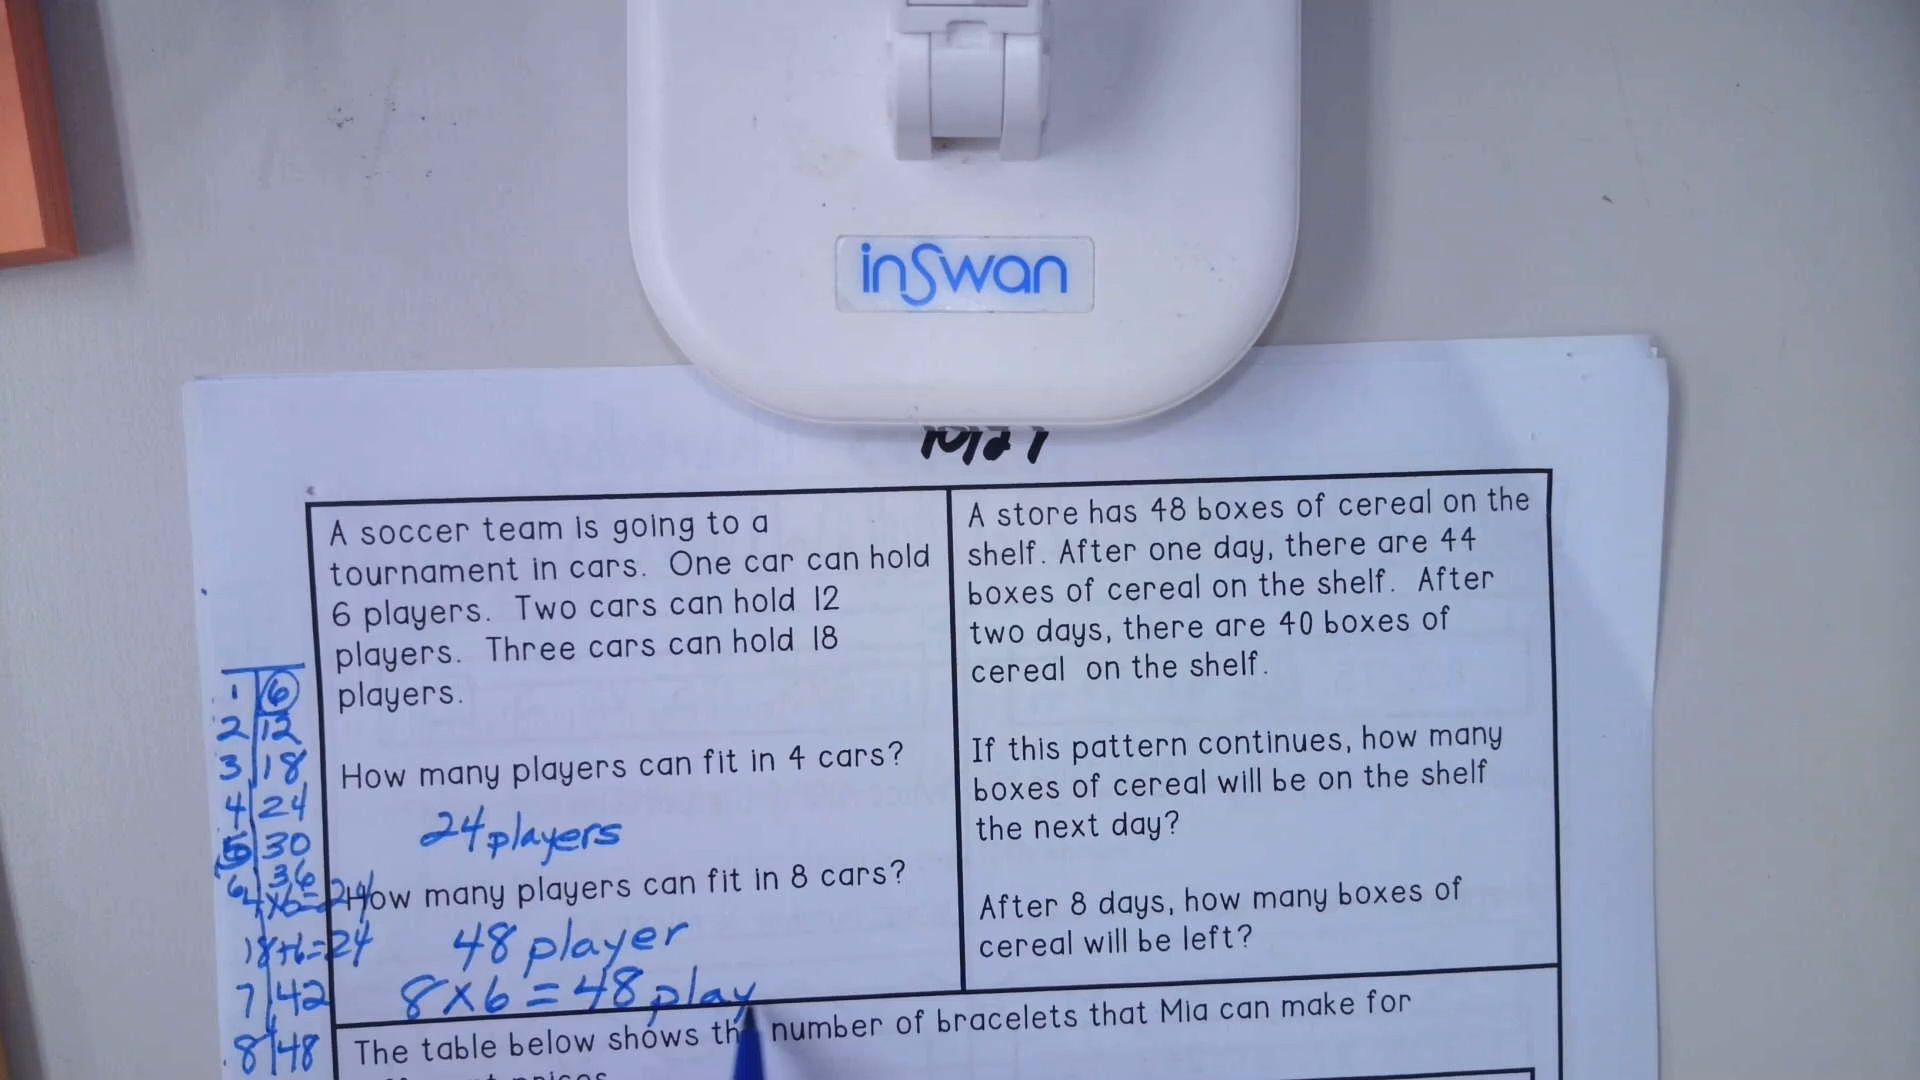 inswan
10/21
A soccer team is going to a
tournament in cars. One car can hold
6 players. Two cars can hold 12
players. Three cars can hold 18
players.
How many players can fit in 4 cars?
24 players
How many players can fit in 8 cars?
48 player
8x6=48 play
1 6
2 12
3 18
4 24
5 30
6 36
4x6=24
18+6=24
7 42
8 48
A store has 48 boxes of cereal on the
shelf. After one day, there are 44
boxes of cereal on the shelf. After
two days, there are 40 boxes of
cereal on the shelf.
If this pattern continues, how many
boxes of cereal will be on the shelf
the next day?
After 8 days, how many boxes of
cereal will be left?
The table below shows the number of bracelets that Mia can make for